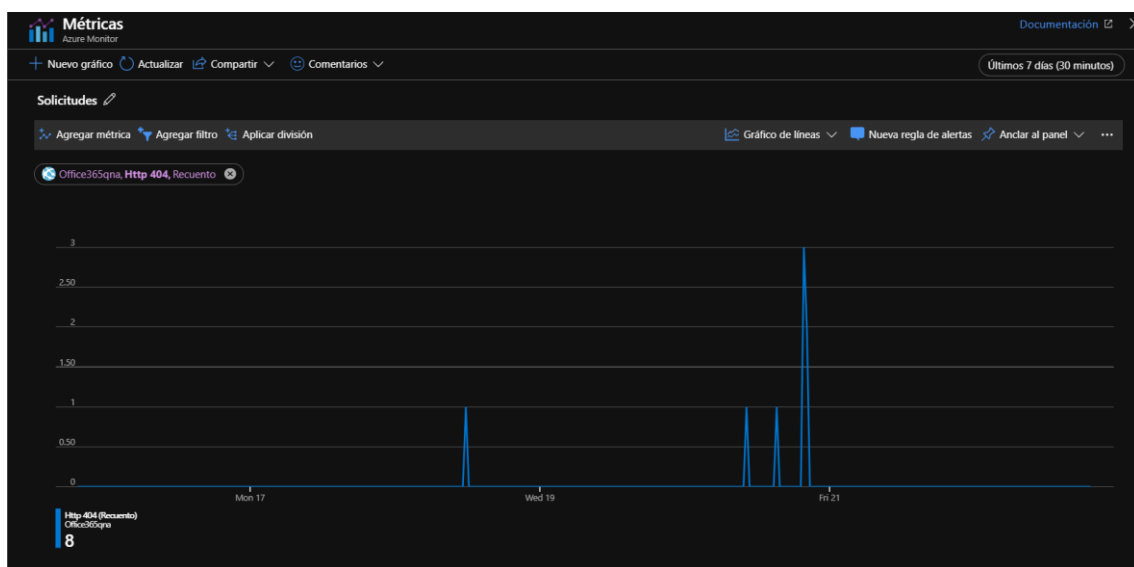 Métricas
Azure Monitor
Documentación
Nuevo gráfico Actualizar Compartir Comentarios
Últimos 7 días (30 minutos)
Solicitudes
Agregar métrica Agregar filtro Aplicar división
Gráfico de líneas Nueva regla de alertas Anclar al panel ...
Office365qna, Http 404, Recuento
3
2.50
2
1.50
1
0.50
0
Mon 17 Wed 19 Fri 21
Http 404 (Recuento)
Office365qna
8